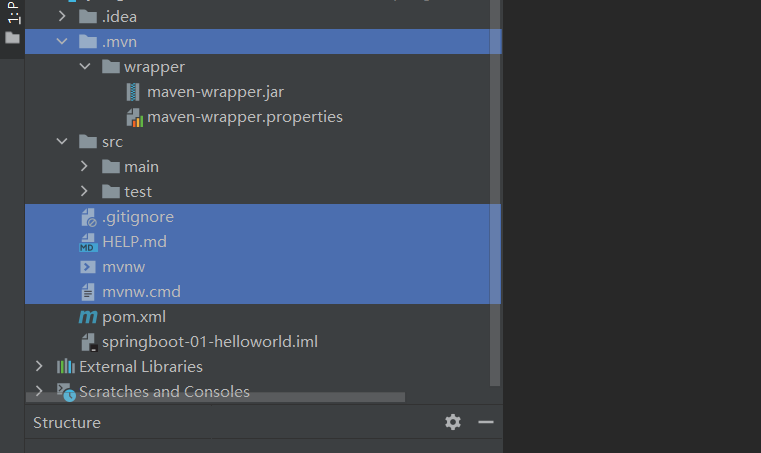 1: P
.idea
.mvn
wrapper
maven-wrapper.jar
maven-wrapper.properties
src
main
test
.gitignore
MD HELP.md
mvnw
mvnw.cmd
m pom.xml
springboot-01-helloworld.iml
External Libraries
Scratches and Consoles
Structure